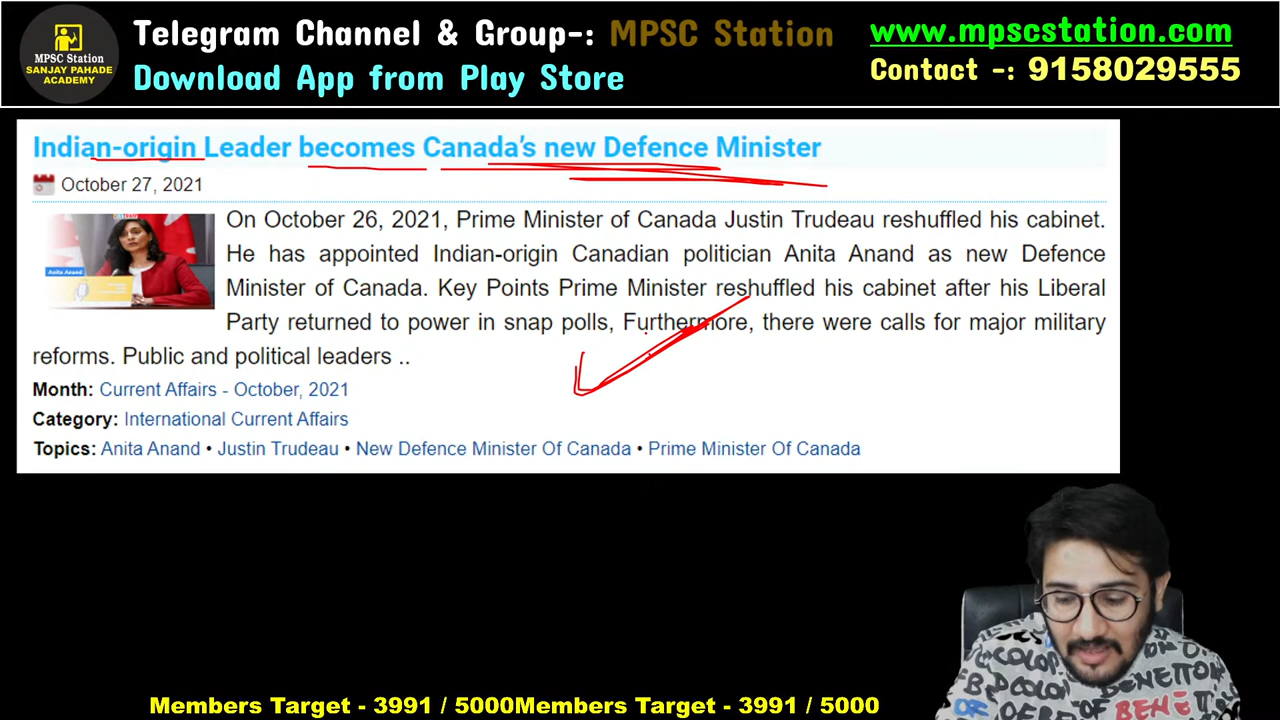 Telegram Channel & Group-: MPSC Station
Download App from Play Store
www.mpscstation.com
Contact -: 9158029555
MPSC Station
SANJAY PAHADE
ACADEMY
Indian-origin Leader becomes Canada's new Defence Minister
October 27, 2021
On October 26, 2021, Prime Minister of Canada Justin Trudeau reshuffled his cabinet.
He has appointed Indian-origin Canadian politician Anita Anand as new Defence
Minister of Canada. Key Points Prime Minister reshuffled his cabinet after his Liberal
Party returned to power in snap polls, Furthermore, there were calls for major military
reforms. Public and political leaders ..
Anita Anand
Month: Current Affairs - October, 2021
Category: International Current Affairs
Topics: Anita Anand • Justin Trudeau • New Defence Minister Of Canada • Prime Minister Of Canada
Members Target - 3991 / 5000Members Target - 3991 / 5000